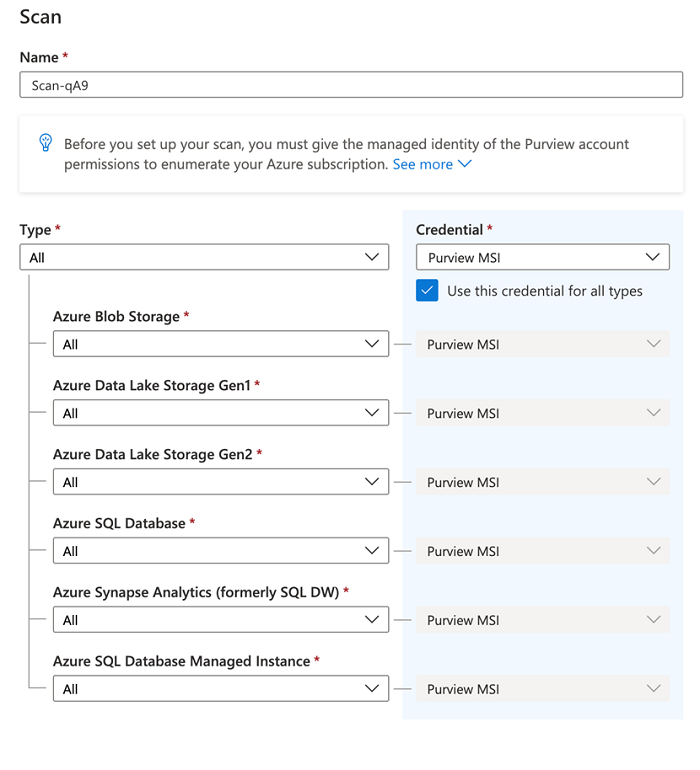 Scan
Name *
Scan-qA9
Before you set up your scan, you must give the managed identity of the Purview account
permissions to enumerate your Azure subscription. See more
Type *
Credential *
All
Purview MSI
Use this credential for all types
Azure Blob Storage *
All
Purview MSI
Azure Data Lake Storage Gen1 *
All
Purview MSI
Azure Data Lake Storage Gen2 *
All
Purview MSI
Azure SQL Database *
All
Purview MSI
Azure Synapse Analytics (formerly SQL DW) *
All
Purview MSI
Azure SQL Database Managed Instance *
All
Purview MSI